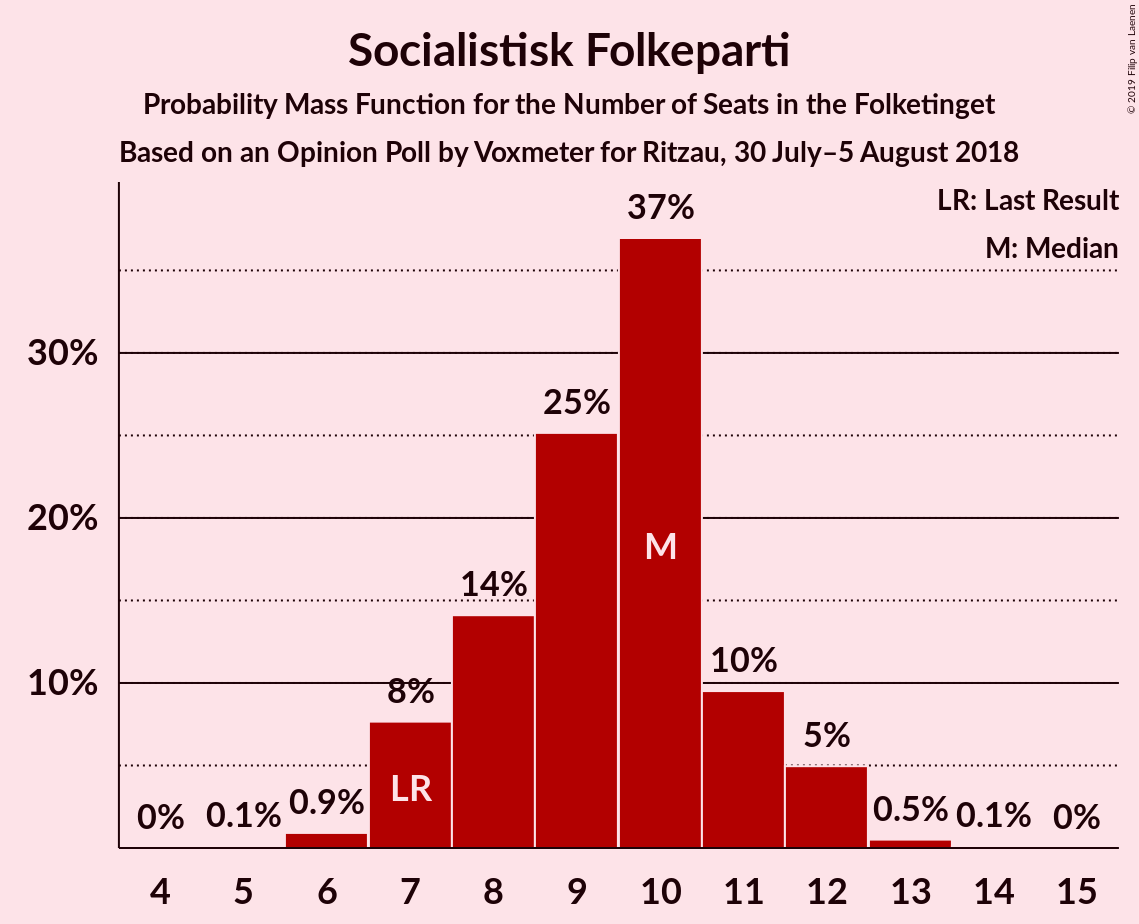 Socialistisk Folkeparti
Probability Mass Function for the Number of Seats in the Folketinget
Based on an Opinion Poll by Voxmeter for Ritzau, 30 July–5 August 2018
© 2019 Filip van Laenen
LR: Last Result
M: Median
37%
30%
25%
20%
M
14%
10%
10%
8%
5%
LR
0%
0.1%
0.9%
0.5%
0.1%
0%
4 5 6 7 8 9 10 11 12 13 14 15